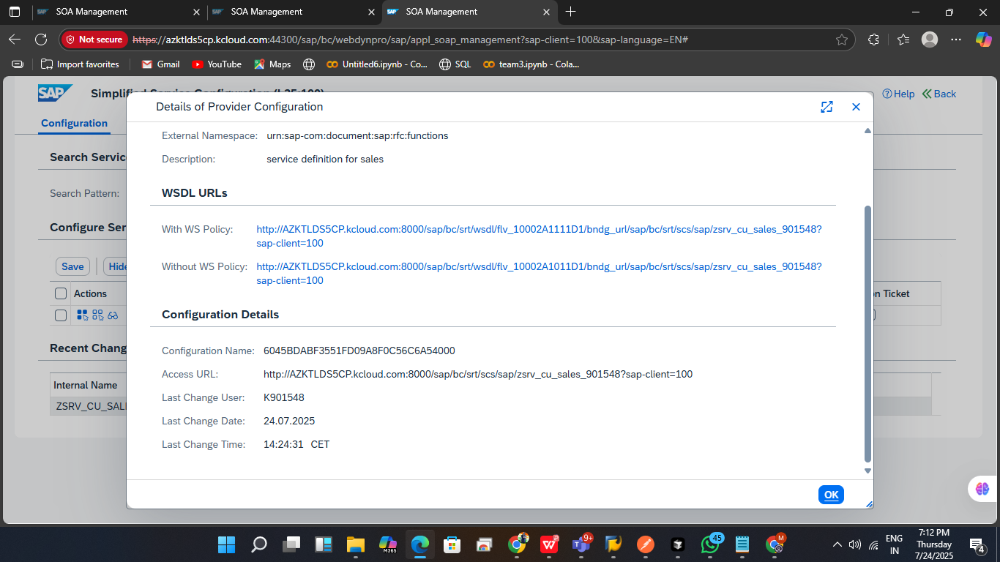 SOA Management
SOA Management
SOA Management
Not secure
https://azktlds5cp.kcloud.com:44300/sap/bc/webdynpro/sap/appl_soap_management?sap-client=100&sap-language=EN#
Import favorites
Gmail
YouTube
Maps
Untitled6.ipynb - Co...
SQL
team3.ipynb - Cola...
SAP
Simplified Service Configuration
Help
Back
Details of Provider Configuration
Configuration
External Namespace: urn:sap-com:document:sap:rfc:functions
Search Servic
Description: service definition for sales
WSDL URLs
Search Pattern:
Configure Ser
With WS Policy: http://AZKTLDS5CP.kcloud.com:8000/sap/bc/srt/wsdl/flv_10002A1111D1/bndg_url/sap/bc/srt/scs/sap/zsrv_cu_sales_901548?
sap-client=100
Save
Hide
Without WS Policy: http://AZKTLDS5CP.kcloud.com:8000/sap/bc/srt/wsdl/flv_10002A1011D1/bndg_url/sap/bc/srt/scs/sap/zsrv_cu_sales_901548?
sap-client=100
Actions
n Ticket
Configuration Details
Recent Chang
Configuration Name: 6045BDABF3551FD09A8F0C56C6A54000
Access URL: http://AZKTLDS5CP.kcloud.com:8000/sap/bc/srt/scs/sap/zsrv_cu_sales_901548?sap-client=100
Internal Name
Last Change User: K901548
ZSRV_CU_SAL
Last Change Date: 24.07.2025
Last Change Time: 14:24:31 CET
OK
M365
9+
45
M
ENG
IN
7:12 PM
Thursday
7/24/2025
4